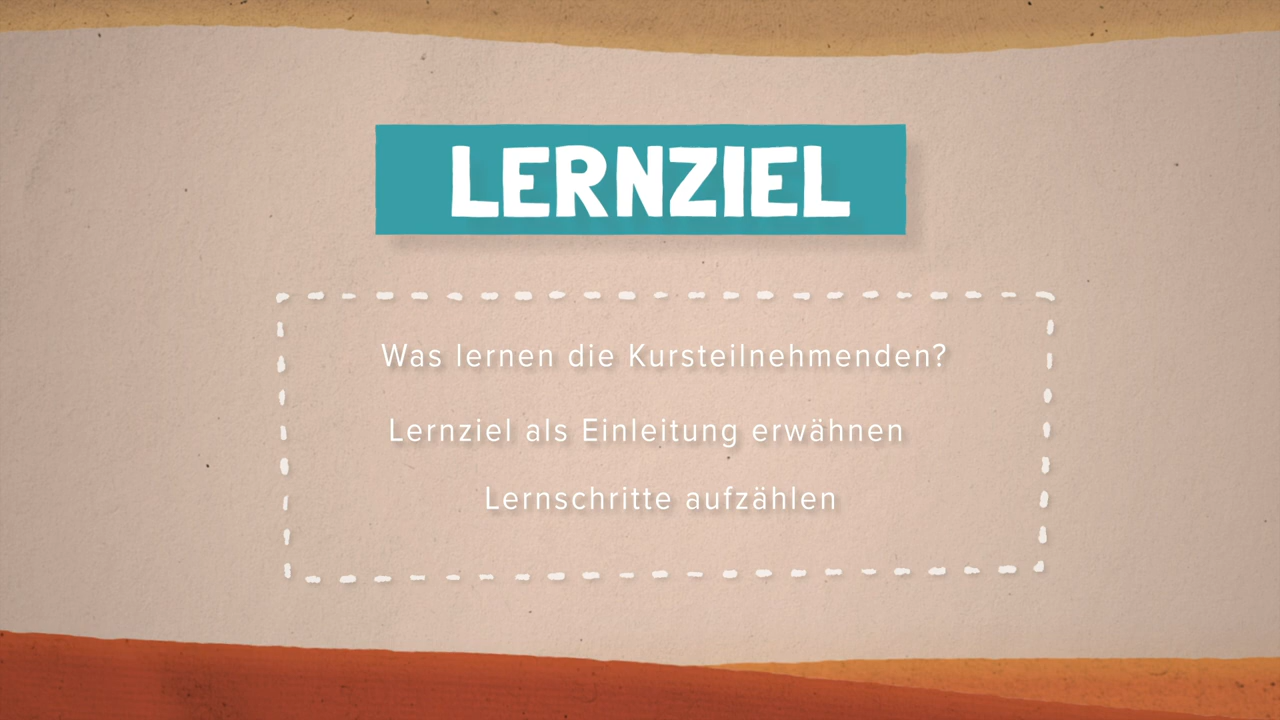 LERNZIEL
Was lernen die Kursteilnehmenden?
Lernziel als Einleitung erwähnen
Lernschritte aufzählen